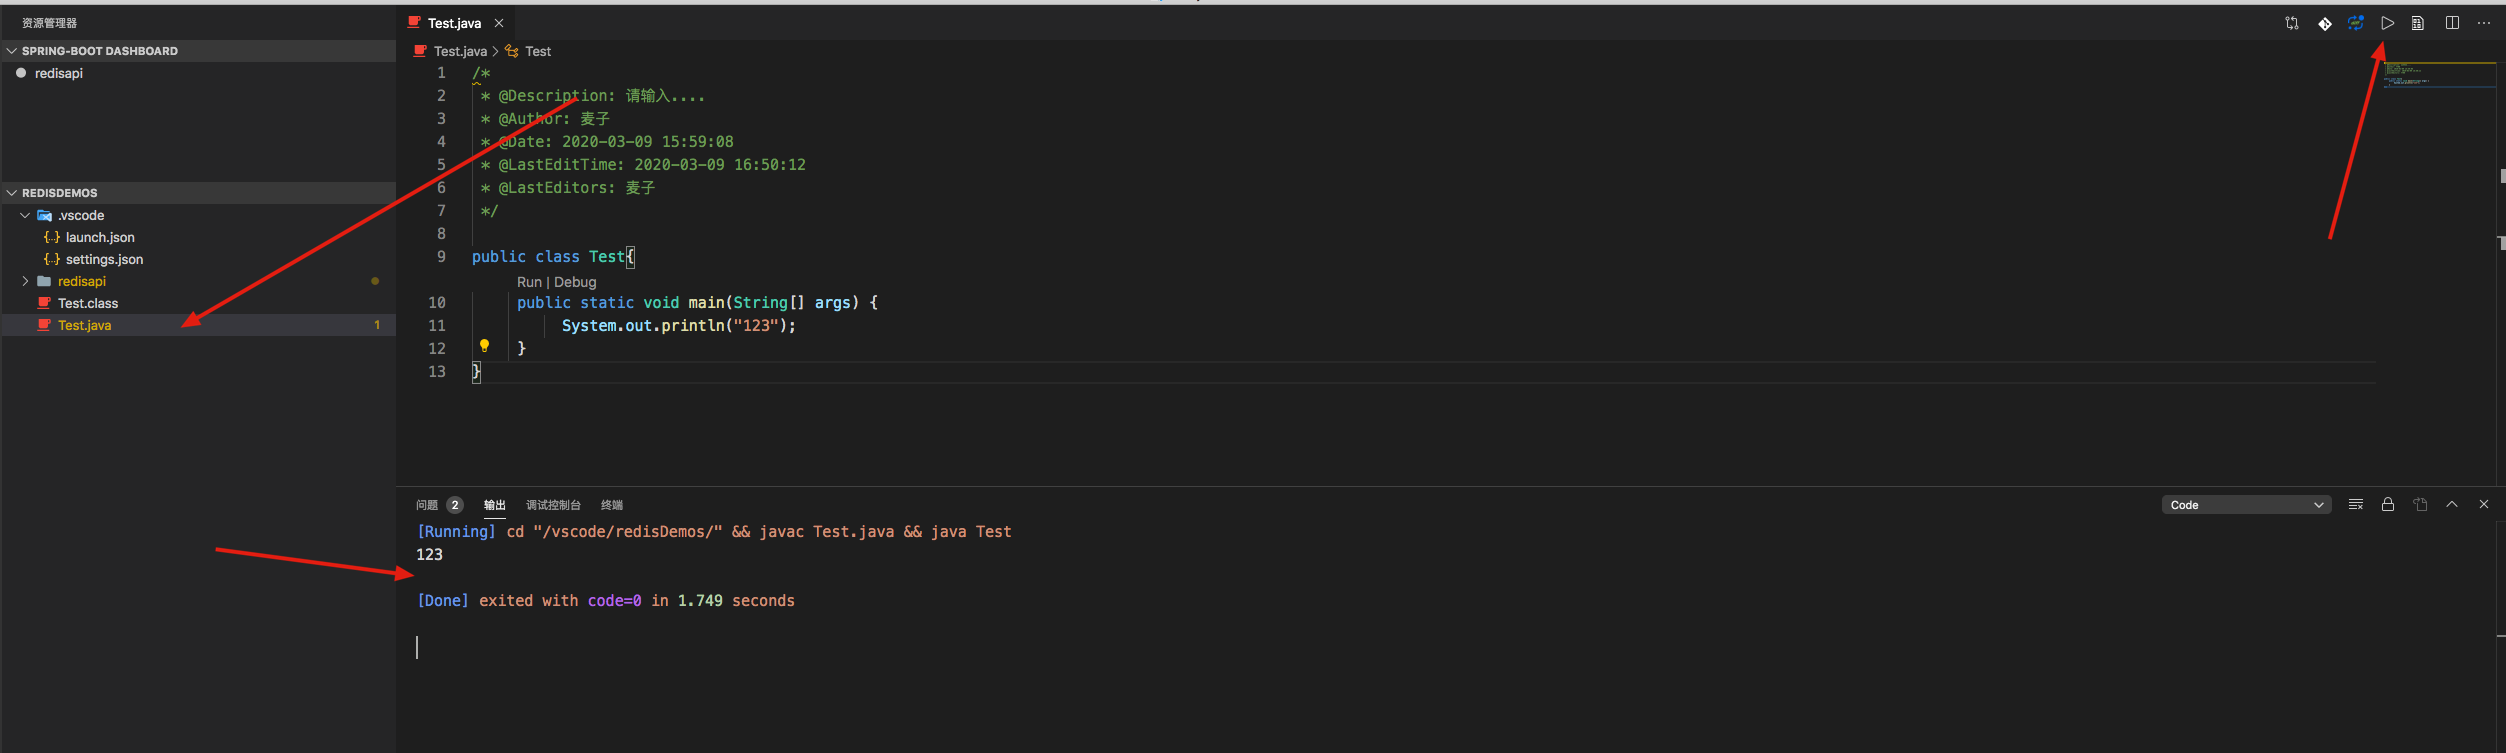 资源管理器
SPRING-BOOT DASHBOARD
redisapi
REDISDEMOS
.vscode
{..} launch.json
{..} settings.json
redisapi
Test.class
Test.java 1
Test.java
Test.java > Test
1 /*
2 * @Description: 请输入....
3 * @Author: 麦子
4 * @Date: 2020-03-09 15:59:08
5 * @LastEditTime: 2020-03-09 16:50:12
6 * @LastEditors: 麦子
7 */
8
9 public class Test{
Run | Debug
10 public static void main(String[] args) {
11 System.out.println("123");
12 }
13 }
问题 2 输出 调试控制台 终端 Code
[Running] cd "/vscode/redisDemos/" && javac Test.java && java Test
123
[Done] exited with code=0 in 1.749 seconds